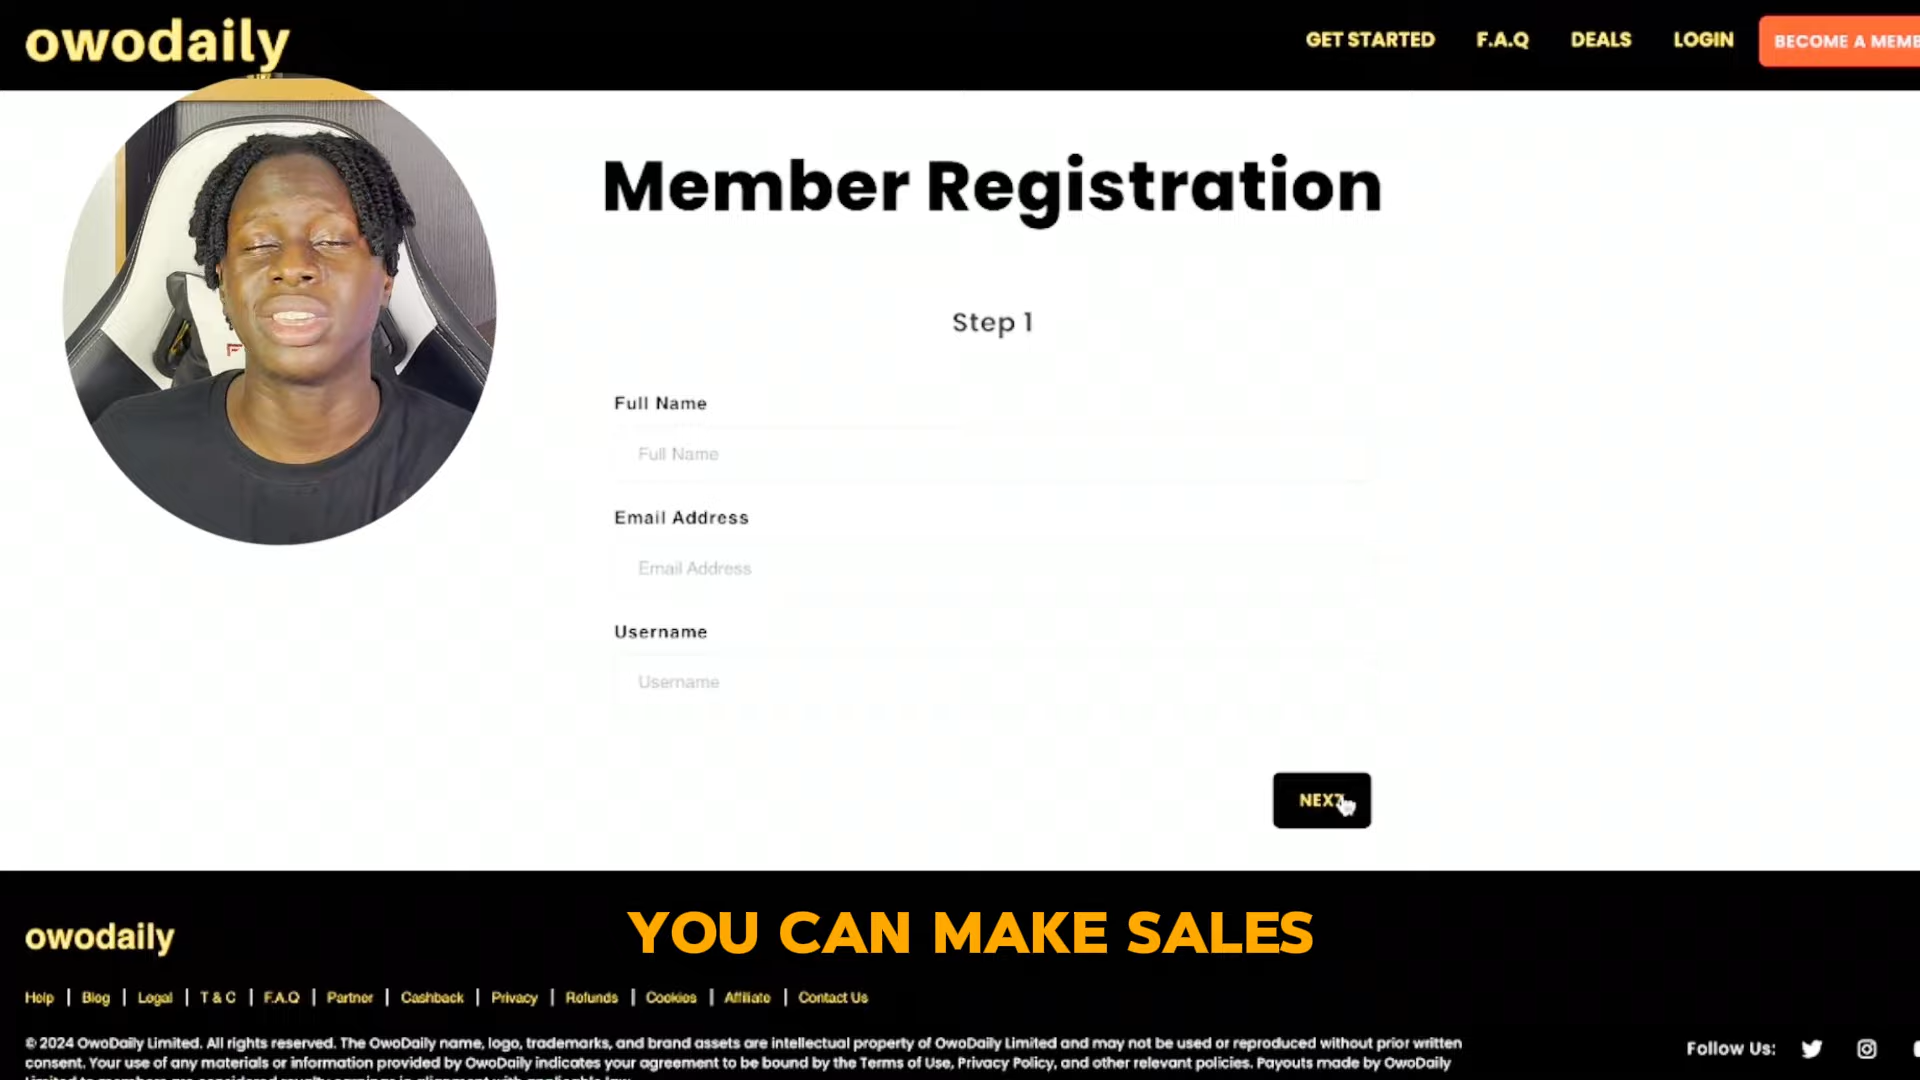 owodaily
GET STARTED F.A.Q DEALS LOGIN BECOME A MEMB
Member Registration
Step 1
Full Name
Full Name
Email Address
Email Address
Username
Username
NEXT
YOU CAN MAKE SALES
owodaily
Help | Blog | Legal | T & C | F.A.Q | Partner | Cashback | Privacy | Refunds | Cookies | Affiliate | Contact Us
© 2024 OwoDaily Limited. All rights reserved. The OwoDaily name, logo, trademarks, and brand assets are intellectual property of OwoDaily Limited and may not be used or reproduced without prior written
consent. Your use of any materials or information provided by OwoDaily indicates your agreement to be bound by the Terms of Use, Privacy Policy, and other relevant policies. Payouts made by OwoDaily
Follow Us: